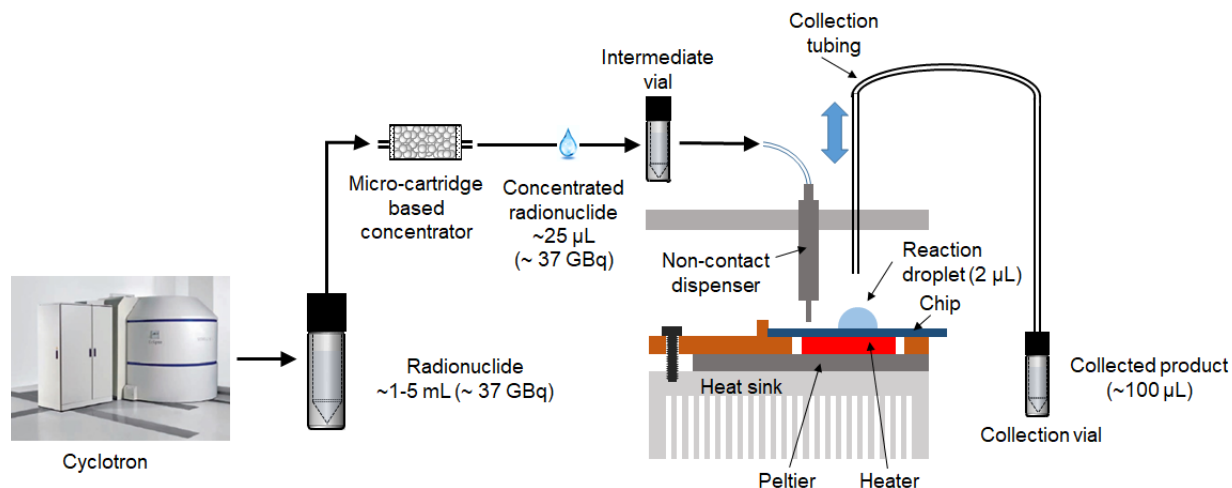 Collection
tubing
Intermediate
vial
Micro-cartridge
based
concentrator
Concentrated
radionuclide
~25 µL
(~ 37 GBq)
Non-contact
dispenser
Reaction
droplet (2 µL)
Chip
Radionuclide
~1-5 mL (~ 37 GBq)
Heat sink
Collected product
(~100 µL)
Collection vial
Cyclotron
Peltier
Heater